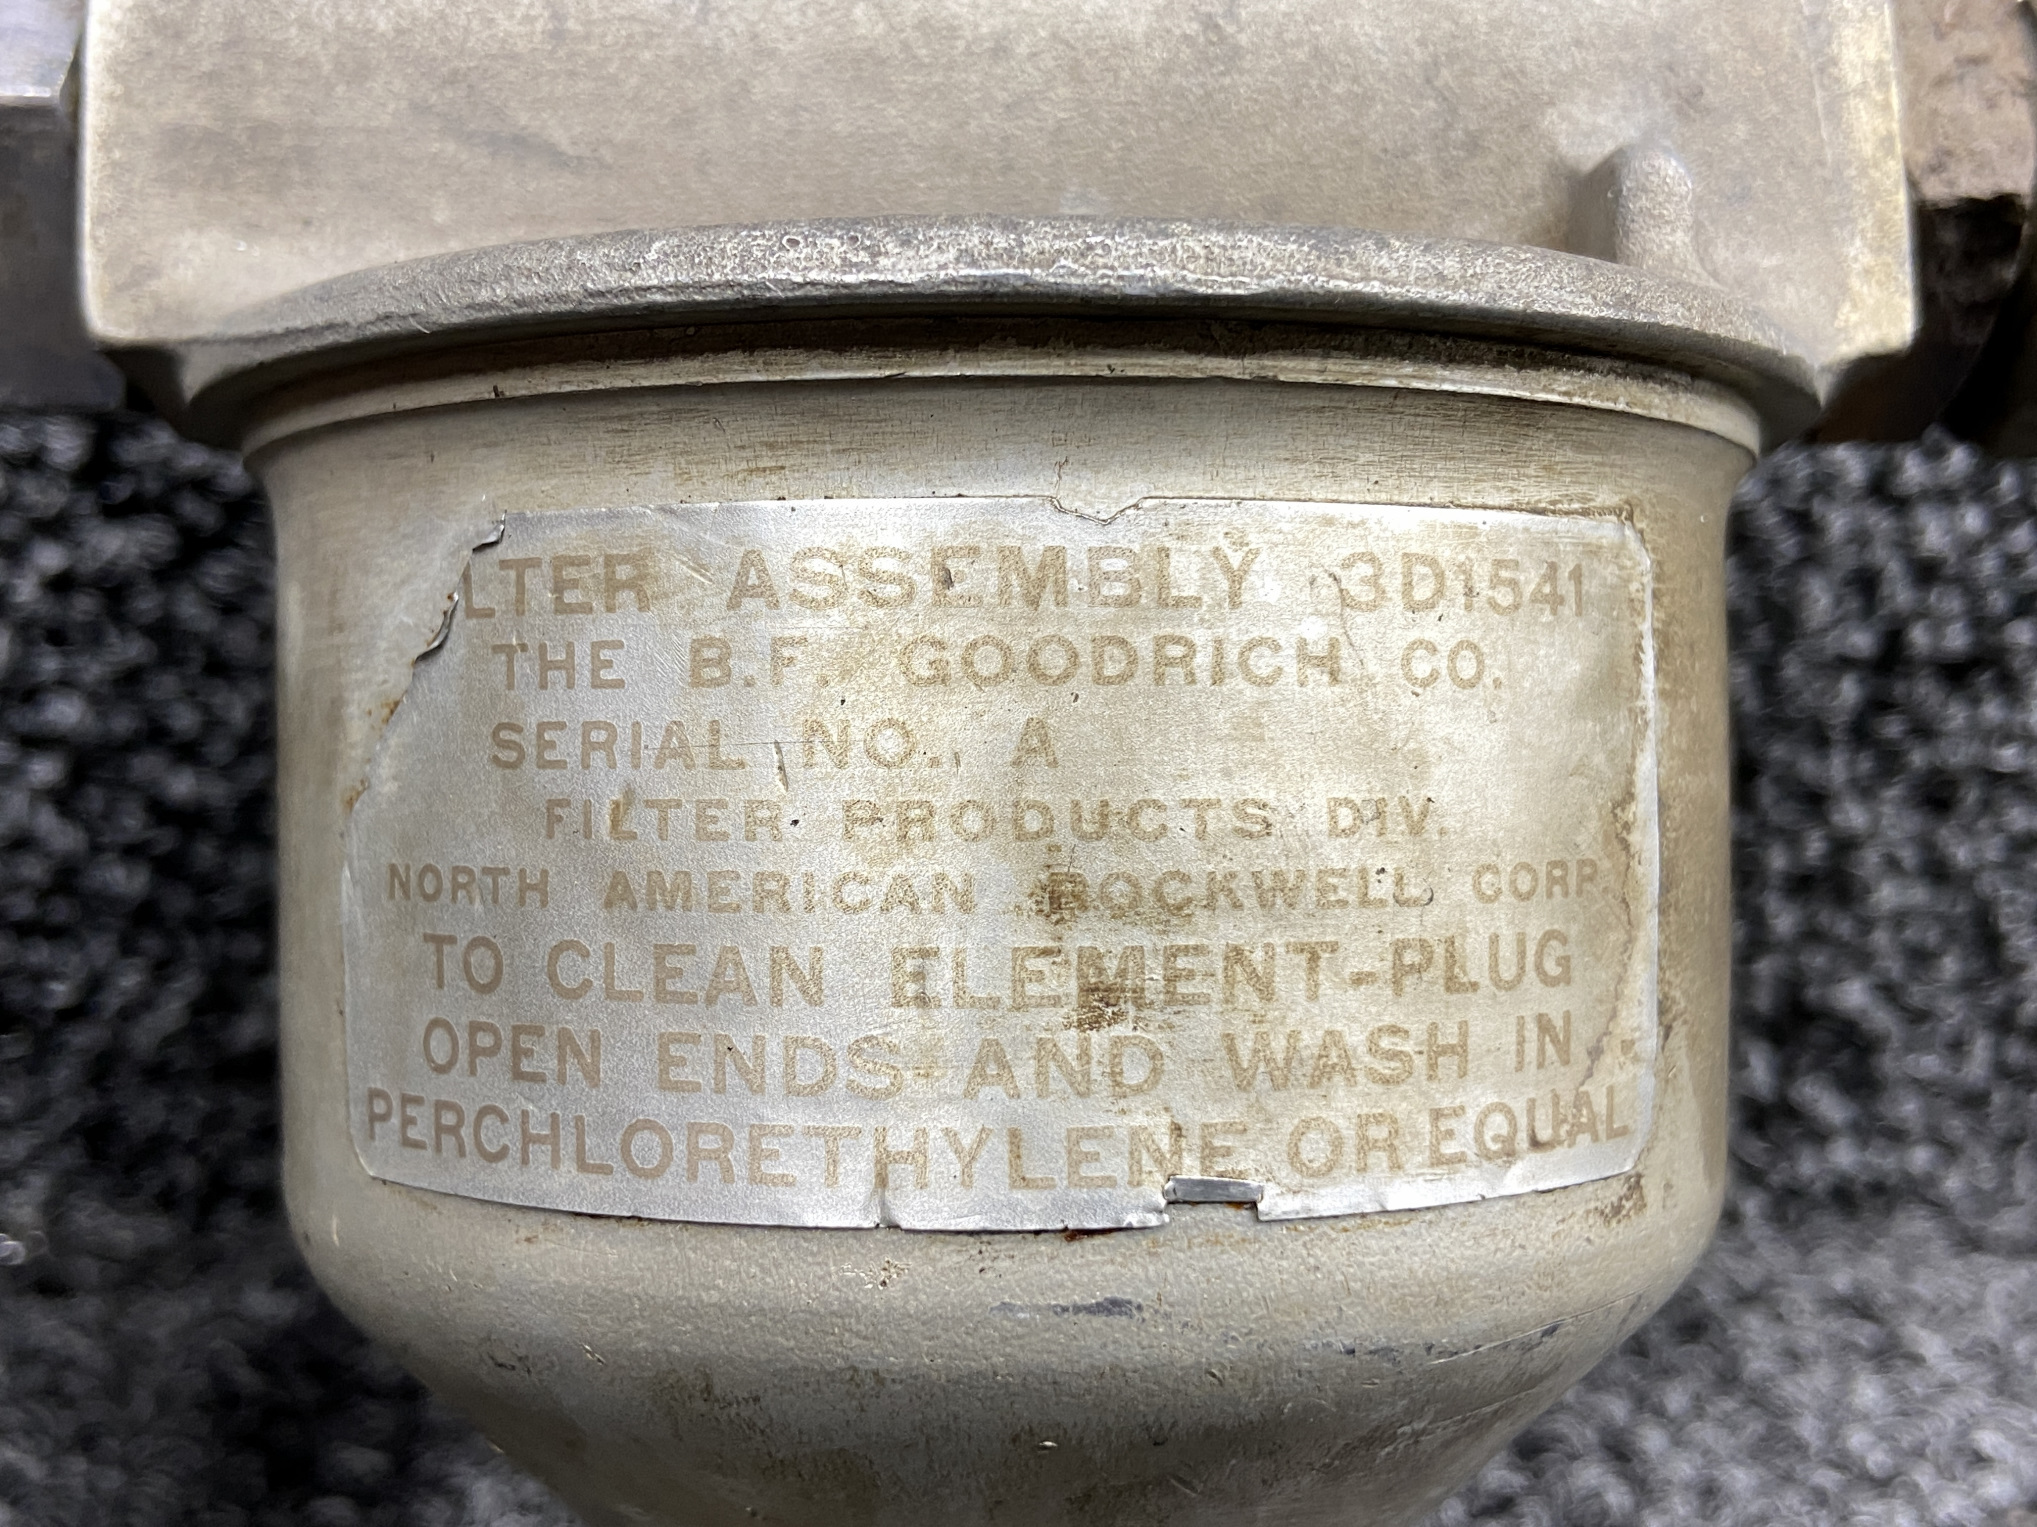 LTER ASSEMBLY 3D1541
THE B.F. GOODRICH CO.
SERIAL NO. A
FILTER PRODUCTS DIV.
NORTH AMERICAN ROCKWELL CORP
TO CLEAN ELEMENT-PLUG
OPEN ENDS AND WASH IN
PERCHLORETHYLENE OR EQUAL